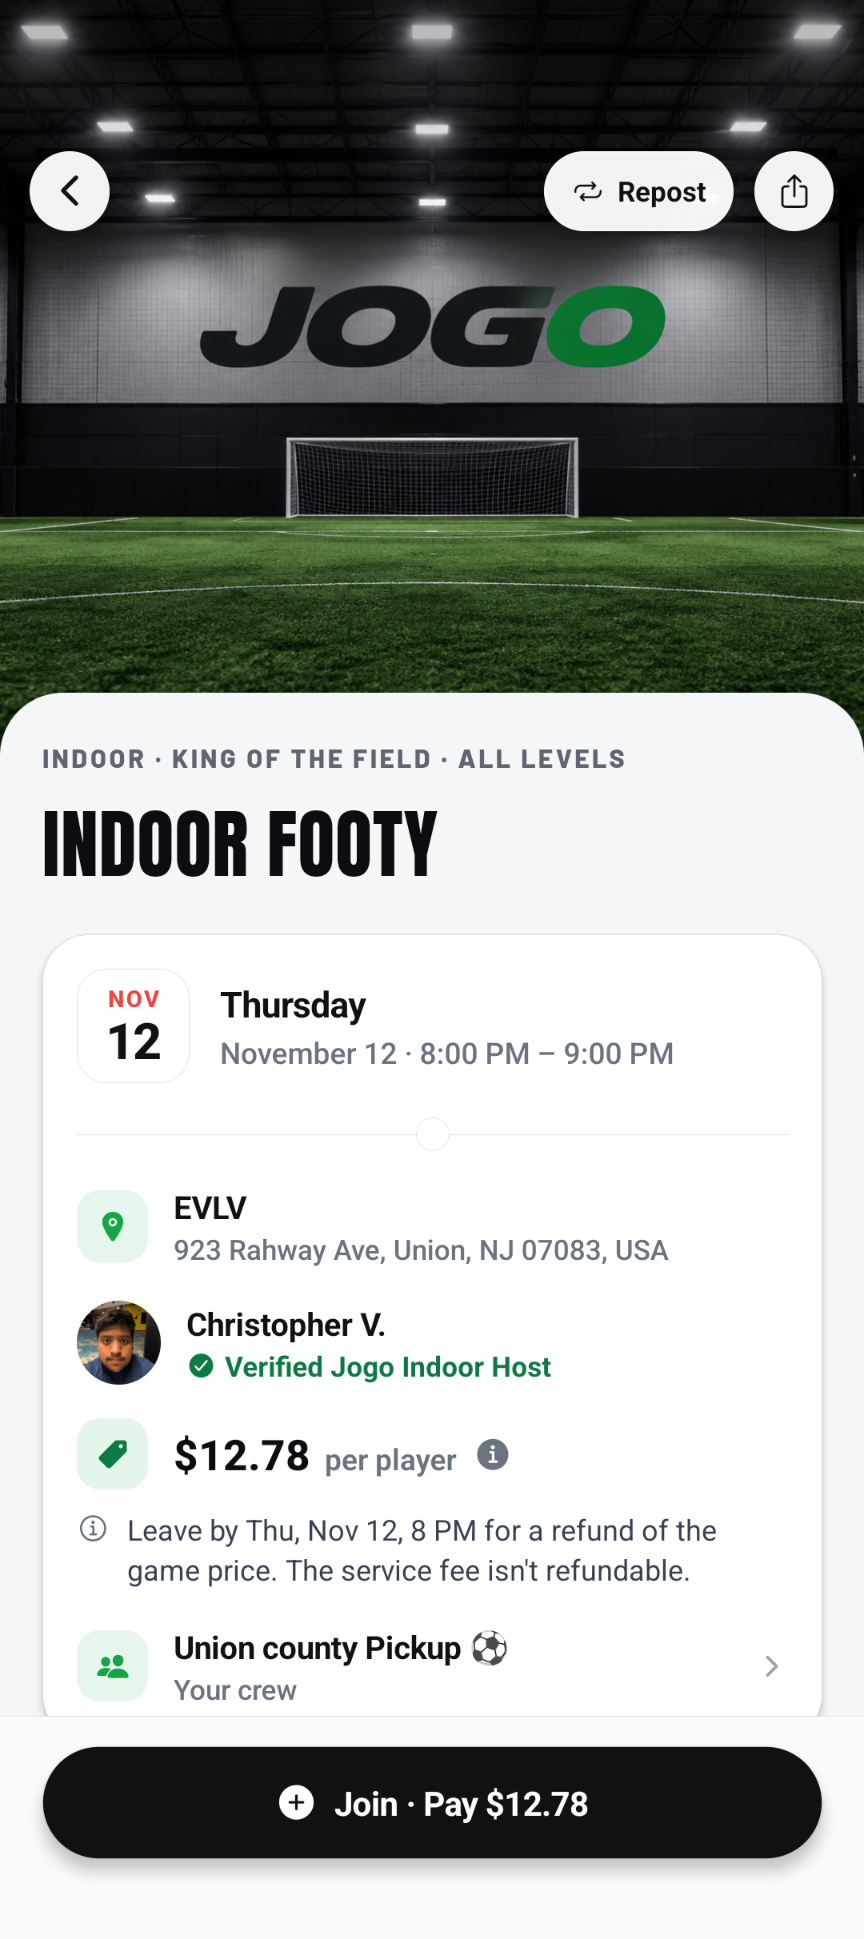 Repost
JOGO
INDOOR · KING OF THE FIELD · ALL LEVELS
INDOOR FOOTY
NOV
12
Thursday
November 12 · 8:00 PM – 9:00 PM
EVLV
923 Rahway Ave, Union, NJ 07083, USA
Christopher V.
Verified Jogo Indoor Host
$12.78 per player
Leave by Thu, Nov 12, 8 PM for a refund of the
game price. The service fee isn't refundable.
Union county Pickup ⚽
Your crew
Join · Pay $12.78